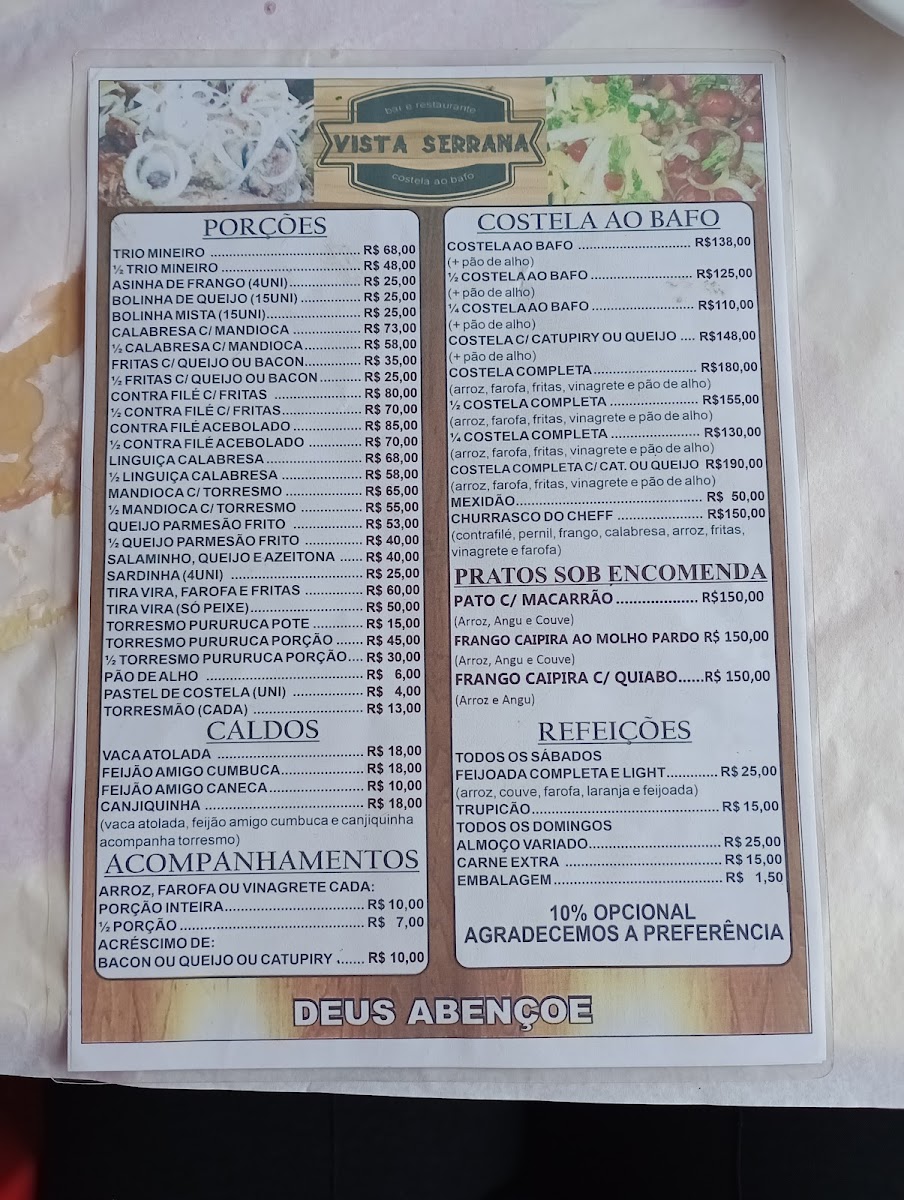 bar e restaurante
VISTA SERRANA
costela ao bafo
PORÇÕES
TRIO MINEIRO ........ R$ 68,00
½ TRIO MINEIRO ........ R$ 48,00
ASINHA DE FRANGO (4UNI) ........ R$ 25,00
BOLINHA DE QUEIJO (15UNI) ........ R$ 25,00
BOLINHA MISTA (15UNI) ........ R$ 25,00
CALABRESA C/ MANDIOCA ........ R$ 73,00
½ CALABRESA C/ MANDIOCA ........ R$ 58,00
FRITAS C/ QUEIJO OU BACON ........ R$ 35,00
½ FRITAS C/ QUEIJO OU BACON ........ R$ 25,00
CONTRA FILÉ C/ FRITAS ........ R$ 80,00
½ CONTRA FILÉ C/ FRITAS ........ R$ 70,00
CONTRA FILÉ ACEBOLADO ........ R$ 85,00
½ CONTRA FILÉ ACEBOLADO ........ R$ 70,00
LINGUIÇA CALABRESA ........ R$ 68,00
½ LINGUIÇA CALABRESA ........ R$ 58,00
MANDIOCA C/ TORRESMO ........ R$ 65,00
½ MANDIOCA C/ TORRESMO ........ R$ 55,00
QUEIJO PARMESÃO FRITO ........ R$ 53,00
½ QUEIJO PARMESÃO FRITO ........ R$ 40,00
SALAMINHO, QUEIJO E AZEITONA ..... R$ 40,00
SARDINHA (4UNI) ........ R$ 25,00
TIRA VIRA, FAROFA E FRITAS ........ R$ 60,00
TIRA VIRA (SÓ PEIXE) ........ R$ 50,00
TORRESMO PURURUCA POTE ........ R$ 15,00
TORRESMO PURURUCA PORÇÃO ....... R$ 45,00
½ TORRESMO PURURUCA PORÇÃO.... R$ 30,00
PÃO DE ALHO ........ R$ 6,00
PASTEL DE COSTELA (UNI) ........ R$ 4,00
TORRESMÃO (CADA) ........ R$ 13,00
CALDOS
VACA ATOLADA ........ R$ 18,00
FEIJÃO AMIGO CUMBUCA ........ R$ 18,00
FEIJÃO AMIGO CANECA ........ R$ 10,00
CANJIQUINHA ........ R$ 18,00
(vaca atolada, feijão amigo cumbuca e canjiquinha
acompanha torresmo)
ACOMPANHAMENTOS
ARROZ, FAROFA OU VINAGRETE CADA:
PORÇÃO INTEIRA ........ R$ 10,00
½ PORÇÃO ........ R$ 7,00
ACRÉSCIMO DE:
BACON OU QUEIJO OU CATUPIRY ...... R$ 10,00
COSTELA AO BAFO
COSTELA AO BAFO ........ R$138,00
(+ pão de alho)
½ COSTELA AO BAFO ........ R$125,00
(+ pão de alho)
¼ COSTELA AO BAFO ........ R$110,00
(+ pão de alho)
COSTELA C/ CATUPIRY OU QUEIJO .... R$148,00
(+ pão de alho)
COSTELA COMPLETA ........ R$180,00
(arroz, farofa, fritas, vinagrete e pão de alho)
½ COSTELA COMPLETA ........ R$155,00
(arroz, farofa, fritas, vinagrete e pão de alho)
¼ COSTELA COMPLETA ........ R$130,00
(arroz, farofa, fritas, vinagrete e pão de alho)
COSTELA COMPLETA C/ CAT. OU QUEIJO R$190,00
(arroz, farofa, fritas, vinagrete e pão de alho)
MEXIDÃO ........ R$ 50,00
CHURRASCO DO CHEFF ........ R$150,00
(contrafilé, pernil, frango, calabresa, arroz, fritas,
vinagrete e farofa)
PRATOS SOB ENCOMENDA
PATO C/ MACARRÃO ........ R$150,00
(Arroz, Angu e Couve)
FRANGO CAIPIRA AO MOLHO PARDO R$ 150,00
(Arroz, Angu e Couve)
FRANGO CAIPIRA C/ QUIABO......R$ 150,00
(Arroz e Angu)
REFEIÇÕES
TODOS OS SÁBADOS
FEIJOADA COMPLETA E LIGHT ........ R$ 25,00
(arroz, couve, farofa, laranja e feijoada)
TRUPICÃO ........ R$ 15,00
TODOS OS DOMINGOS
ALMOÇO VARIADO ........ R$ 25,00
CARNE EXTRA ........ R$ 15,00
EMBALAGEM ........ R$ 1,50
10% OPCIONAL
AGRADECEMOS A PREFERÊNCIA
DEUS ABENÇOE